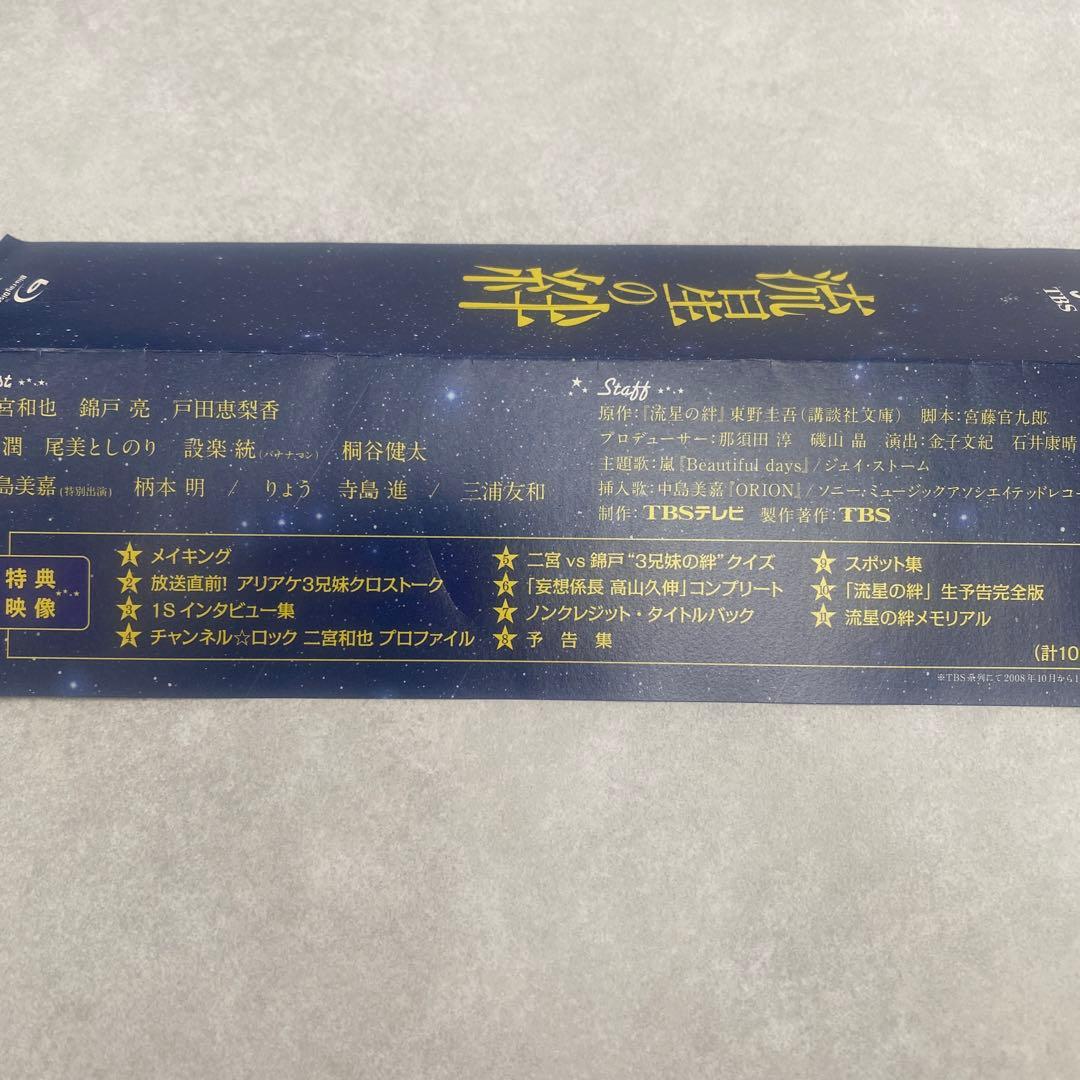 流星の絆
TBS
Blu-ray Disc
st
宮和也 錦戸 亮 戸田恵梨香
潤 尾美としのり 設楽 統(バナナマン) 桐谷健太
島美嘉(特別出演) 柄本 明 / りょう 寺島 進 / 三浦友和
Staff
原作:『流星の絆』東野圭吾(講談社文庫) 脚本:宮藤官九郎
プロデューサー:那須田 淳 磯山 晶 演出:金子文紀 石井康晴
主題歌:嵐『Beautiful days』/ジェイ・ストーム
挿入歌:中島美嘉『ORION』/ソニー・ミュージックアソシエイテッドレコー
制作:TBSテレビ 製作著作:TBS
特典
映像
1 メイキング
2 放送直前! アリアケ3兄妹クロストーク
3 1S インタビュー集
4 チャンネル☆ロック 二宮和也 プロファイル
5 二宮 vs 錦戸 “3兄妹の絆” クイズ
6 「妄想係長 高山久伸」コンプリート
7 ノンクレジット・タイトルバック
8 予告集
9 スポット集
10 「流星の絆」生予告完全版
11 流星の絆メモリアル
(計10
※TBS系列にて2008年10月から1